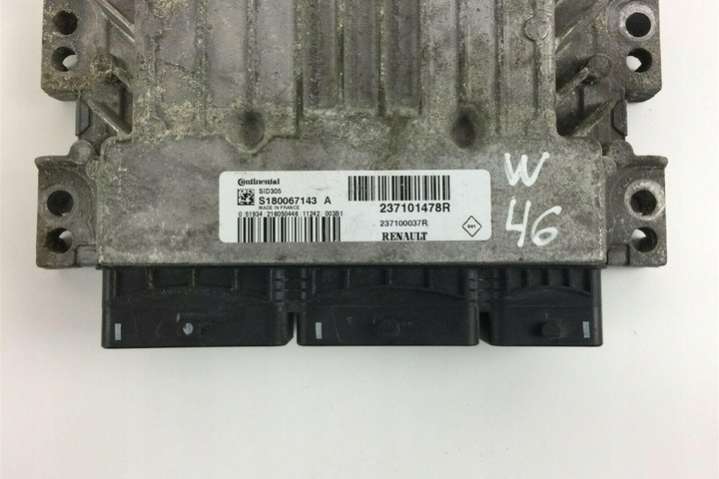 Continental
SID305
S180067143 A
MADE IN FRANCE
237101478R
237100037R
RENAULT
W
46